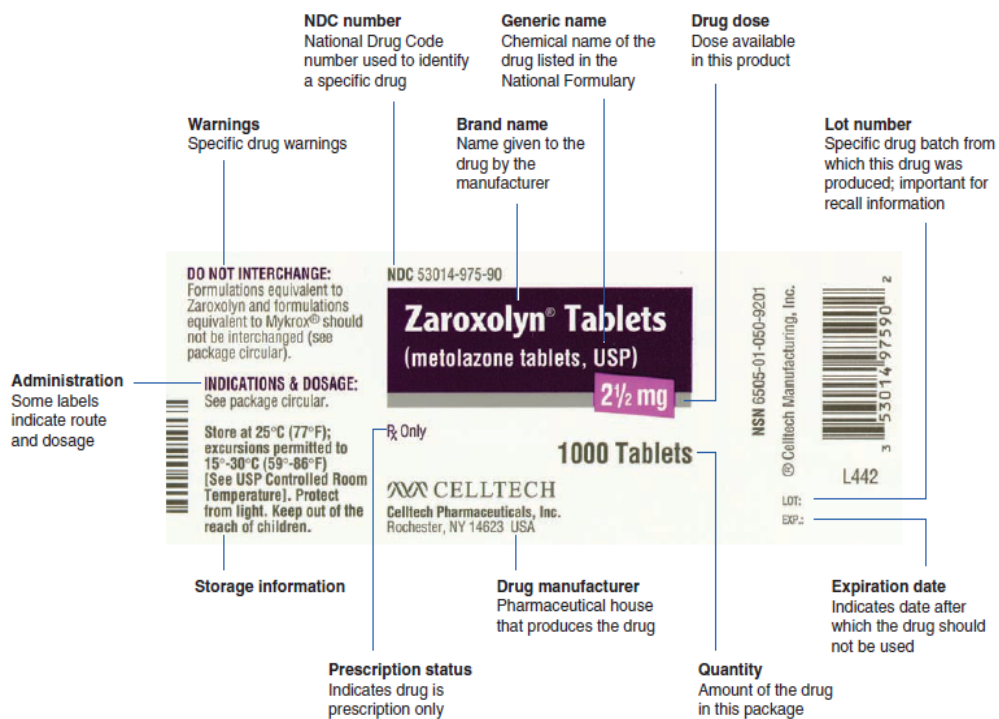 NDC number
National Drug Code
number used to identify
a specific drug
Generic name
Chemical name of the
drug listed in the
National Formulary
Drug dose
Dose available
in this product
Warnings
Specific drug warnings
Brand name
Name given to the
drug by the
manufacturer
Lot number
Specific drug batch from
which this drug was
produced; important for
recall information
DO NOT INTERCHANGE:
Formulations equivalent to
Zaroxolyn and formulations
equivalent to Mykrox® should
not be interchanged (see
package circular).
INDICATIONS & DOSAGE:
See package circular.
Store at 25°C (77°F);
excursions permitted to
15°-30°C (59°-86°F)
[See USP Controlled Room
Temperature]. Protect
from light. Keep out of the
reach of children.
NDC 53014-975-90
Zaroxolyn® Tablets
(metolazone tablets, USP)
2½ mg
℞ Only
1000 Tablets
CELLTECH
Celltech Pharmaceuticals, Inc.
Rochester, NY 14623 USA
NSN 6505-01-050-9201
® Celltech Manufacturing, Inc.
3 53014 97590 2
L442
LOT:
EXP.:
Administration
Some labels
indicate route
and dosage
Storage information
Drug manufacturer
Pharmaceutical house
that produces the drug
Expiration date
Indicates date after
which the drug should
not be used
Prescription status
Indicates drug is
prescription only
Quantity
Amount of the drug
in this package